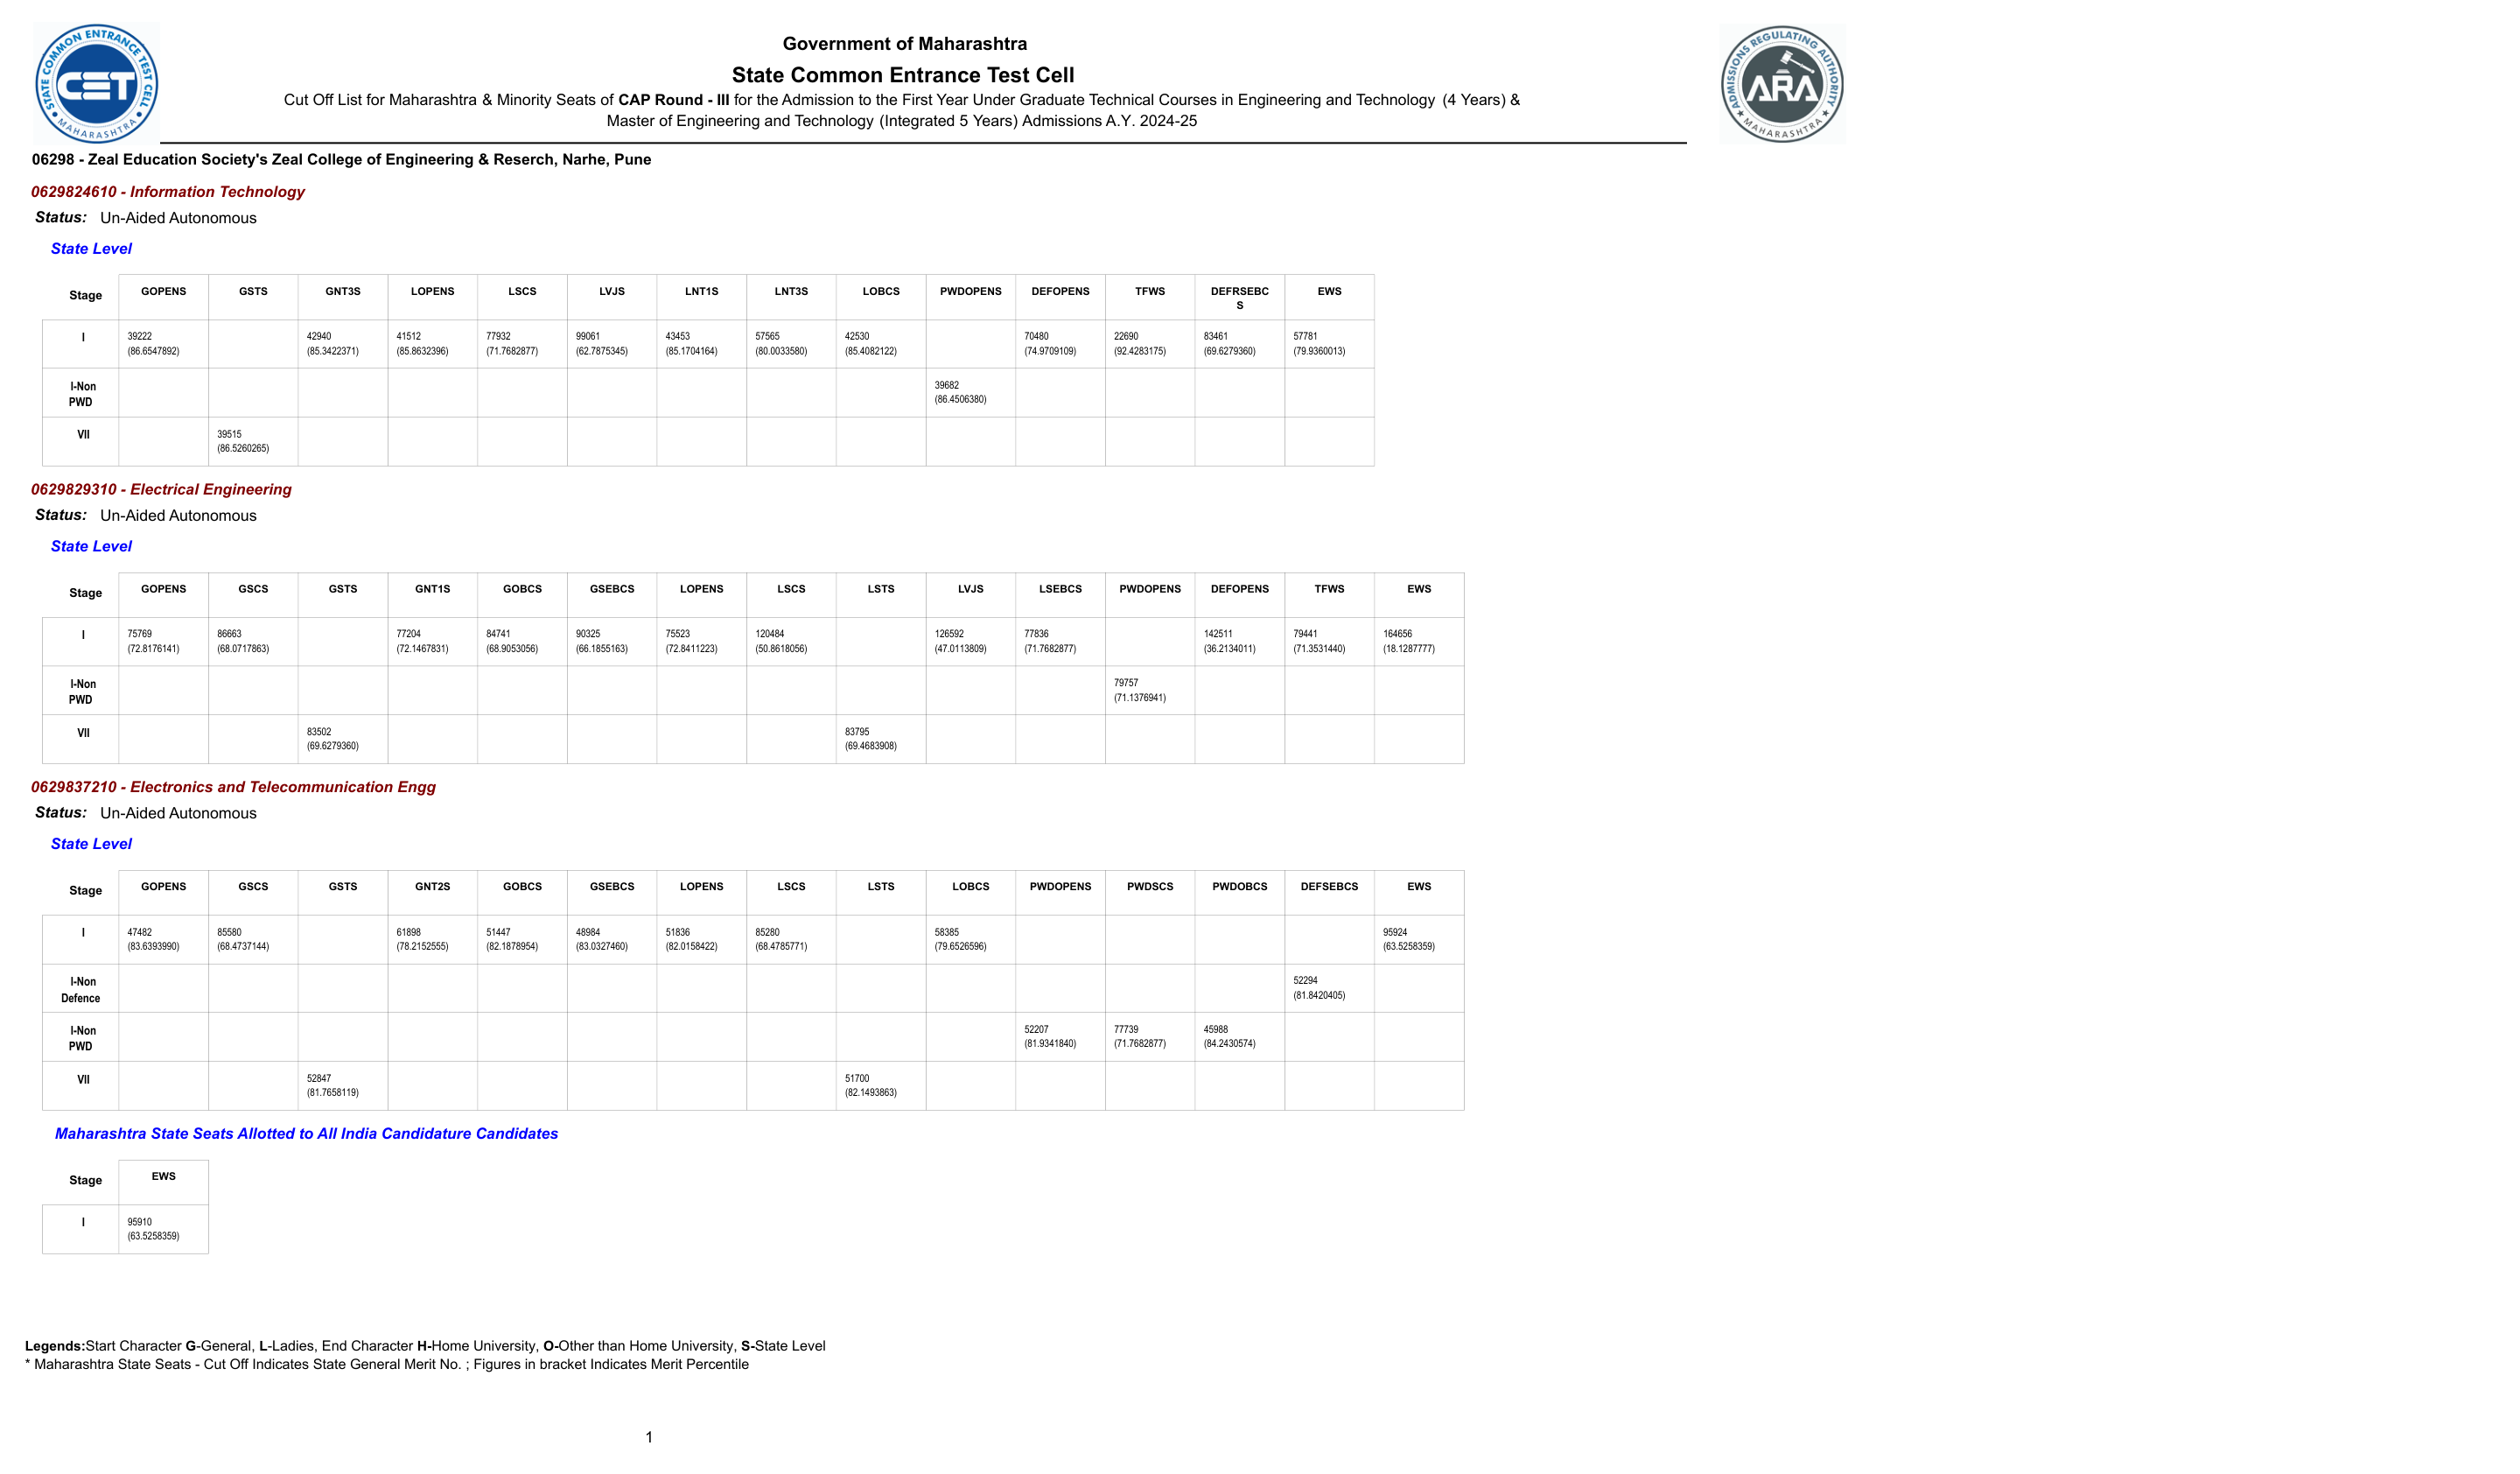 STATE COMMON ENTRANCE TEST CELL
CET
MAHARASHTRA
ADMISSIONS REGULATING AUTHORITY
ARA
MAHARASHTRA
Government of Maharashtra
State Common Entrance Test Cell
Cut Off List for Maharashtra & Minority Seats of CAP Round - III for the Admission to the First Year Under Graduate Technical Courses in Engineering and Technology (4 Years) &
Master of Engineering and Technology (Integrated 5 Years) Admissions A.Y. 2024-25
06298 - Zeal Education Society's Zeal College of Engineering & Reserch, Narhe, Pune
0629824610 - Information Technology
Status: Un-Aided Autonomous
State Level
Stage GOPENS GSTS GNT3S LOPENS LSCS LVJS LNT1S LNT3S LOBCS PWDOPENS DEFOPENS TFWS DEFRSEBC EWS
S
I 39222 42940 41512 77932 99061 43453 57565 42530 70480 22690 83461 57781
(86.6547892) (85.3422371) (85.8632396) (71.7682877) (62.7875345) (85.1704164) (80.0033580) (85.4082122) (74.9709109) (92.4283175) (69.6279360) (79.9360013)
I-Non 39682
PWD (86.4506380)
VII 39515
(86.5260265)
0629829310 - Electrical Engineering
Status: Un-Aided Autonomous
State Level
Stage GOPENS GSCS GSTS GNT1S GOBCS GSEBCS LOPENS LSCS LSTS LVJS LSEBCS PWDOPENS DEFOPENS TFWS EWS
I 75769 86663 77204 84741 90325 75523 120484 126592 77836 142511 79441 164656
(72.8176141) (68.0717863) (72.1467831) (68.9053056) (66.1855163) (72.8411223) (50.8618056) (47.0113809) (71.7682877) (36.2134011) (71.3531440) (18.1287777)
I-Non 79757
PWD (71.1376941)
VII 83502 83795
(69.6279360) (69.4683908)
0629837210 - Electronics and Telecommunication Engg
Status: Un-Aided Autonomous
State Level
Stage GOPENS GSCS GSTS GNT2S GOBCS GSEBCS LOPENS LSCS LSTS LOBCS PWDOPENS PWDSCS PWDOBCS DEFSEBCS EWS
I 47482 85580 61898 51447 48984 51836 85280 58385 95924
(83.6393990) (68.4737144) (78.2152555) (82.1878954) (83.0327460) (82.0158422) (68.4785771) (79.6526596) (63.5258359)
I-Non 52294
Defence (81.8420405)
I-Non 52207 77739 45988
PWD (81.9341840) (71.7682877) (84.2430574)
VII 52847 51700
(81.7658119) (82.1493863)
Maharashtra State Seats Allotted to All India Candidature Candidates
Stage EWS
I 95910
(63.5258359)
Legends:Start Character G-General, L-Ladies, End Character H-Home University, O-Other than Home University, S-State Level
* Maharashtra State Seats - Cut Off Indicates State General Merit No. ; Figures in bracket Indicates Merit Percentile
1